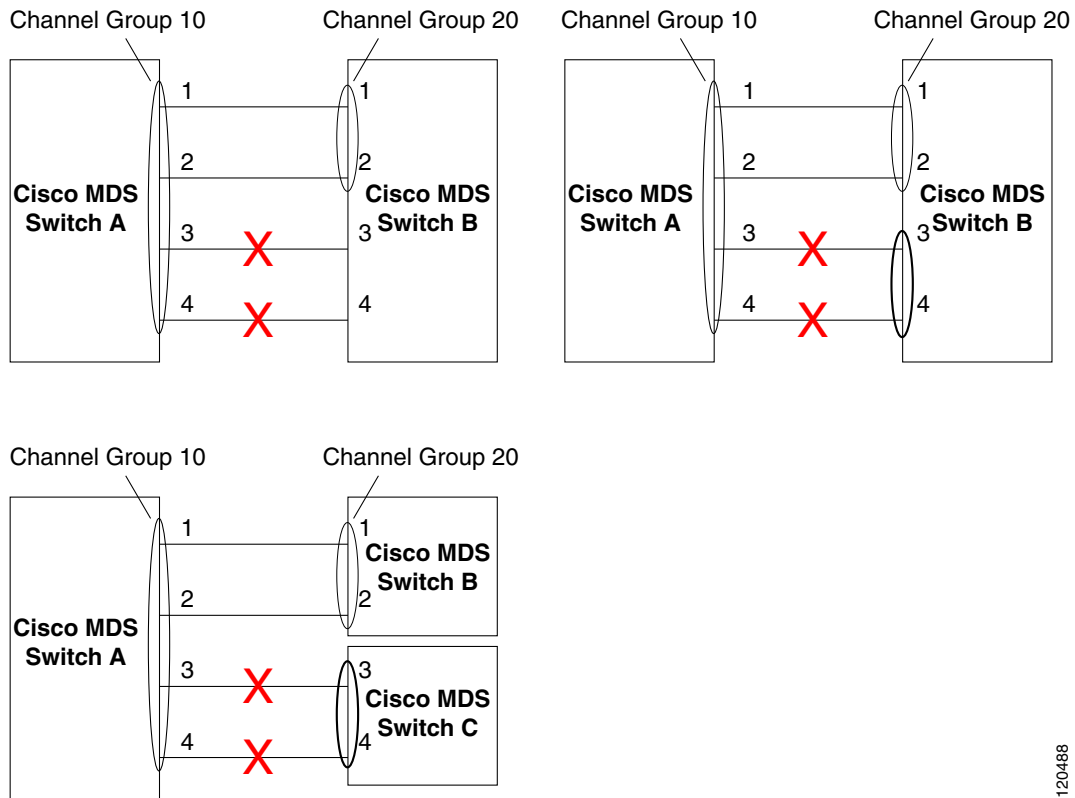 Channel Group 10
Channel Group 20
1
1
2
2
Cisco MDS
Switch A
Cisco MDS
Switch B
3
X
3
4
X
4
Channel Group 10
Channel Group 20
1
1
2
2
Cisco MDS
Switch A
Cisco MDS
Switch B
3
X
3
4
X
4
Channel Group 10
Channel Group 20
1
1
Cisco MDS
Switch B
2
2
Cisco MDS
Switch A
3
X
3
Cisco MDS
Switch C
4
X
4
120488